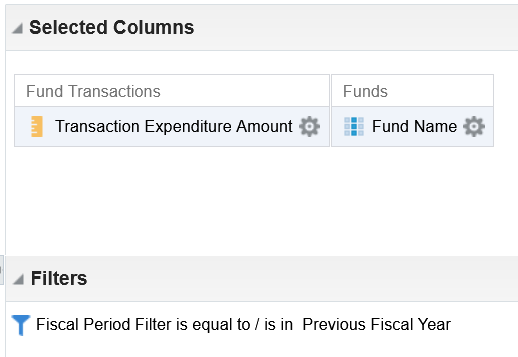 Selected Columns
Fund Transactions
Funds
Transaction Expenditure Amount
Fund Name
Filters
Fiscal Period Filter is equal to / is in Previous Fiscal Year